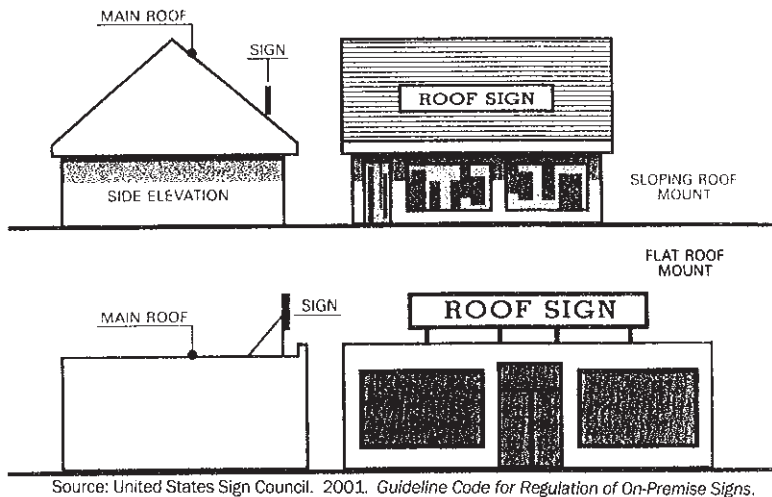 MAIN ROOF
SIGN
ROOF SIGN
SIDE ELEVATION
SLOPING ROOF
MOUNT
FLAT ROOF
MOUNT
MAIN ROOF
SIGN
ROOF SIGN
Source: United States Sign Council. 2001. Guideline Code for Regulation of On-Premise Signs.